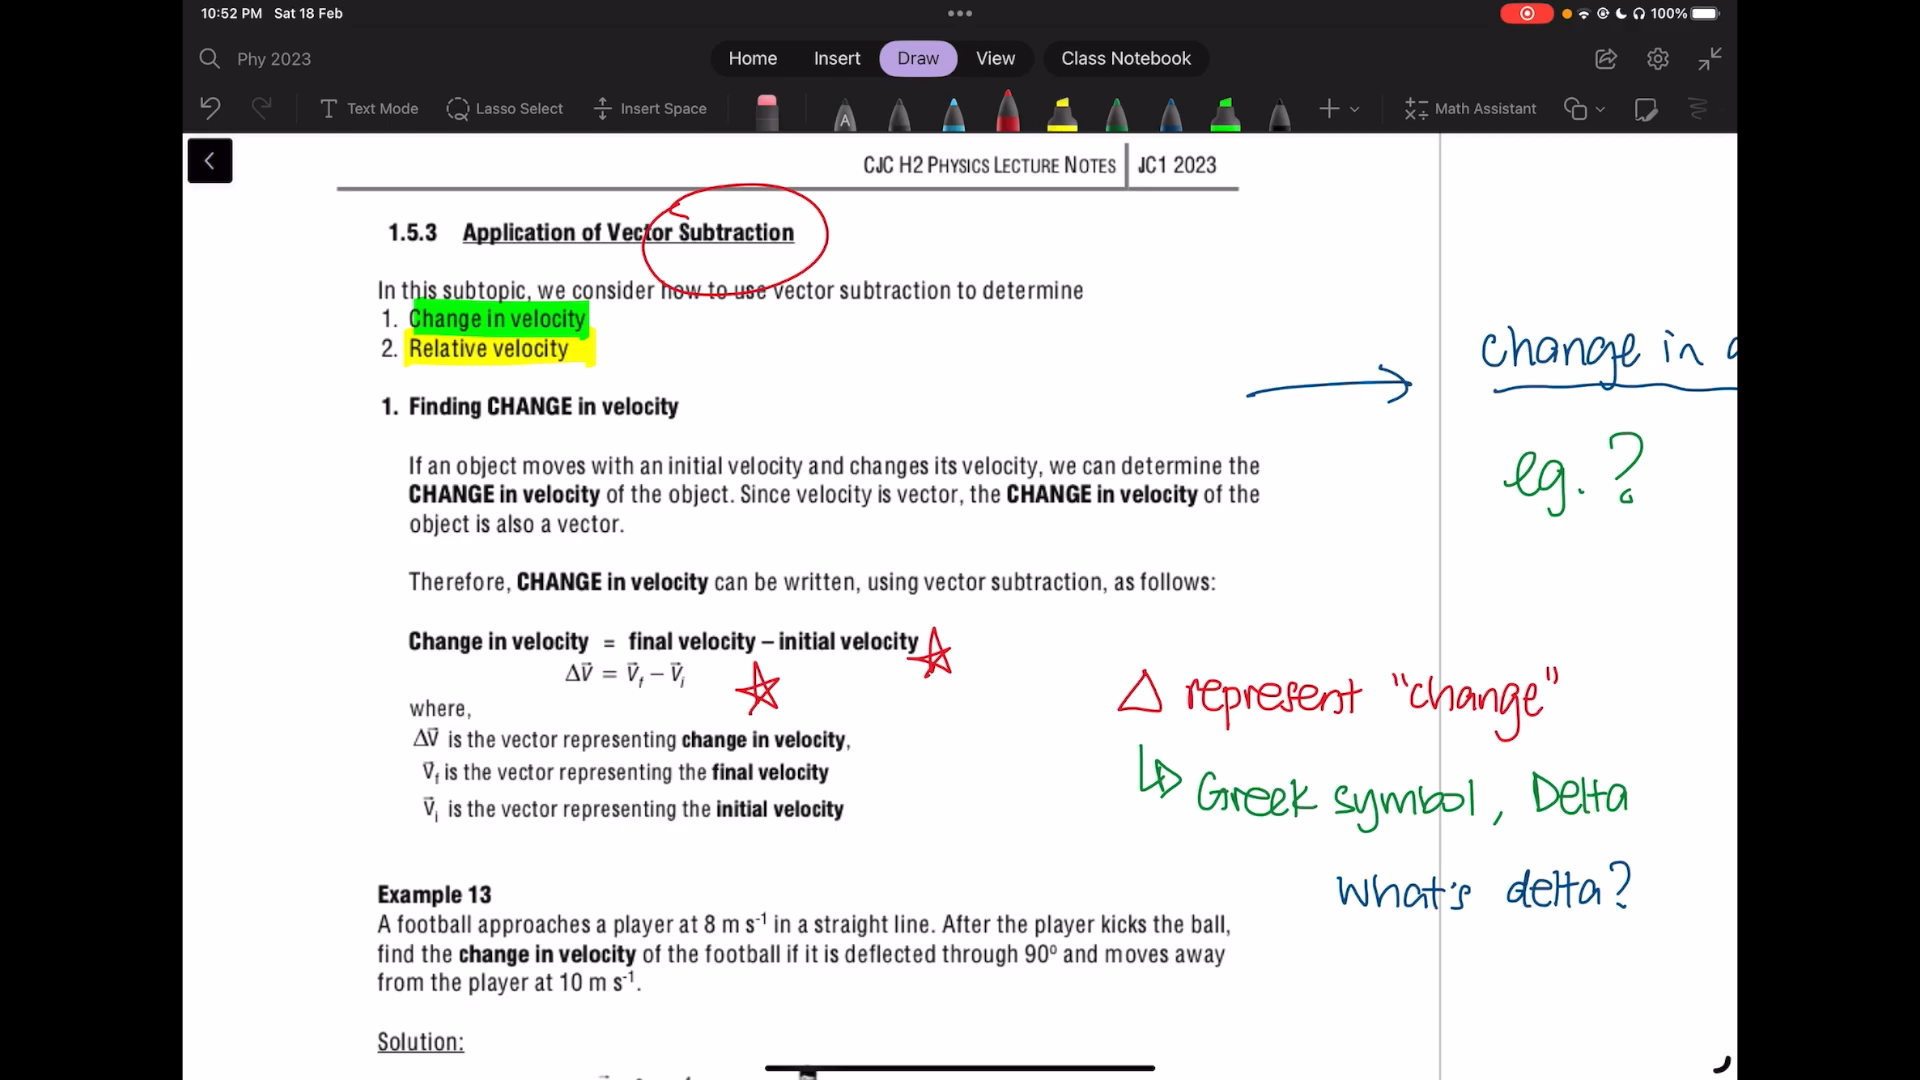 10:52 PM Sat 18 Feb
100%
Phy 2023
Home Insert Draw View Class Notebook
Text Mode Lasso Select Insert Space A Math Assistant
CJC H2 PHYSICS LECTURE NOTES JC1 2023
1.5.3 Application of Vector Subtraction
In this subtopic, we consider how to use vector subtraction to determine
1. Change in velocity
2. Relative velocity
change in
eg. ?
1. Finding CHANGE in velocity
If an object moves with an initial velocity and changes its velocity, we can determine the
CHANGE in velocity of the object. Since velocity is vector, the CHANGE in velocity of the
object is also a vector.
Therefore, CHANGE in velocity can be written, using vector subtraction, as follows:
Change in velocity = final velocity – initial velocity
Δv⃗ = v⃗f − v⃗i
where,
Δv⃗ is the vector representing change in velocity,
v⃗f is the vector representing the final velocity
v⃗i is the vector representing the initial velocity
Δ represent "change"
Greek symbol, Delta
What's delta?
Example 13
A football approaches a player at 8 m s⁻¹ in a straight line. After the player kicks the ball,
find the change in velocity of the football if it is deflected through 90⁰ and moves away
from the player at 10 m s⁻¹.
Solution: